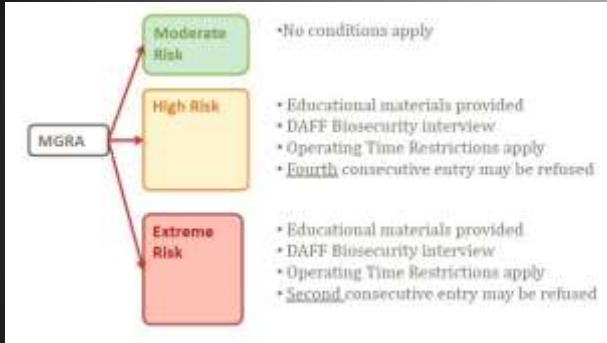 MGRA
Moderate
Risk
•No conditions apply
High Risk
• Educational materials provided
• DAFF Biosecurity interview
• Operating Time Restrictions apply
• Fourth consecutive entry may be refused
Extreme
Risk
• Educational materials provided
• DAFF Biosecurity interview
• Operating Time Restrictions apply
• Second consecutive entry may be refused